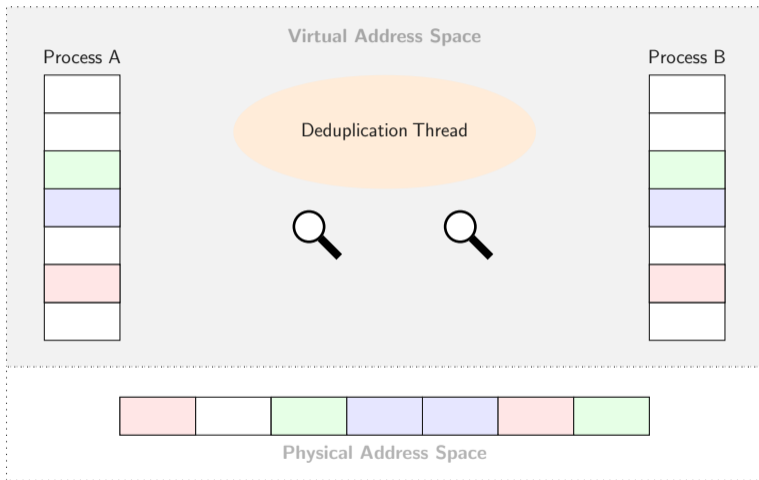 Virtual Address Space
Process A
Process B
Deduplication Thread
Physical Address Space